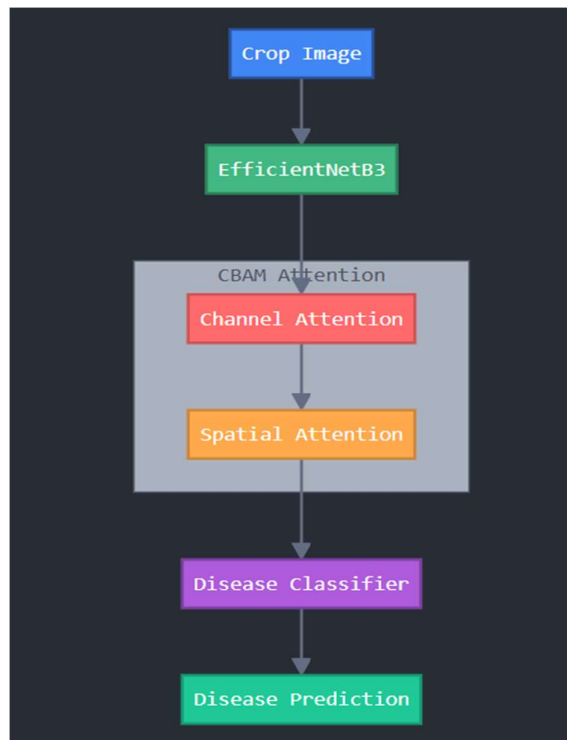 Crop Image
EfficientNetB3
CBAM Attention
Channel Attention
Spatial Attention
Disease Classifier
Disease Prediction